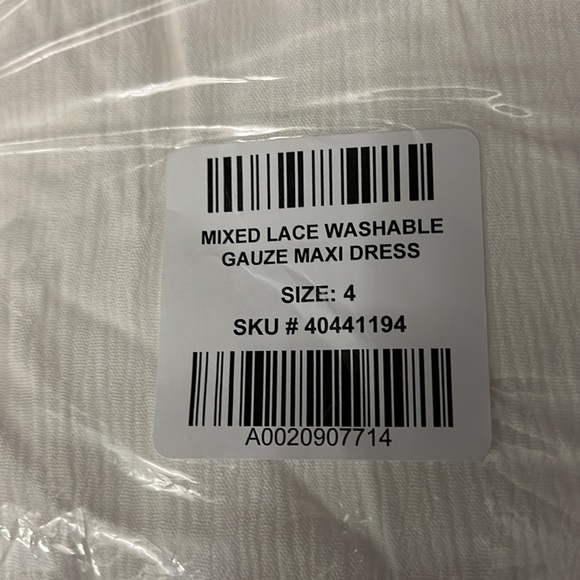 MIXED LACE WASHABLE
GAUZE MAXI DRESS
SIZE: 4
SKU # 40441194
A0020907714